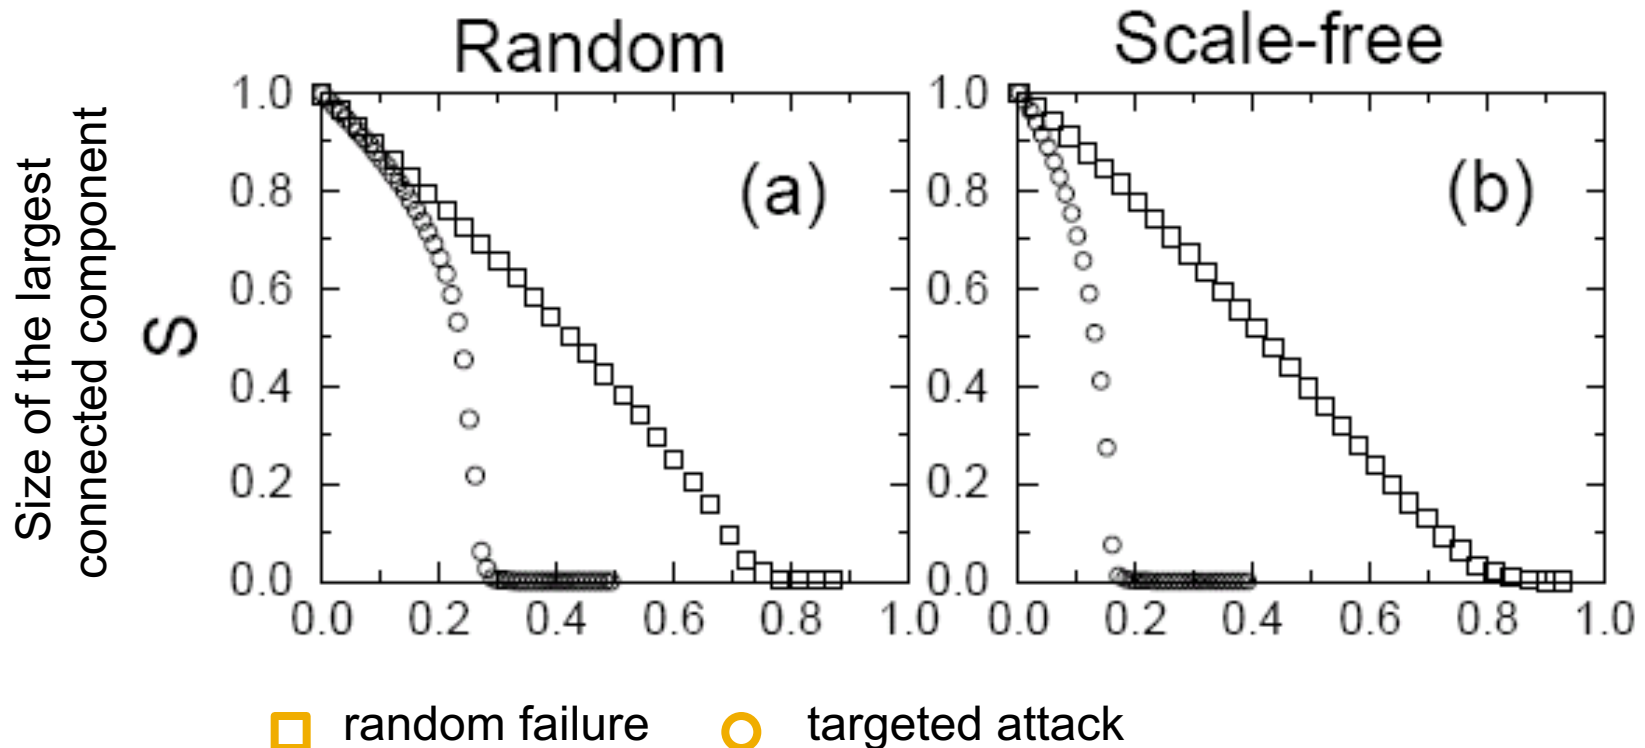 Random
Scale-free
Size of the largest
connected component
S
1.0
0.8
0.6
0.4
0.2
0.0
(a)
0.0 0.2 0.4 0.6 0.8 1.0
1.0
0.8
0.6
0.4
0.2
0.0
(b)
0.0 0.2 0.4 0.6 0.8 1.0
random failure
targeted attack